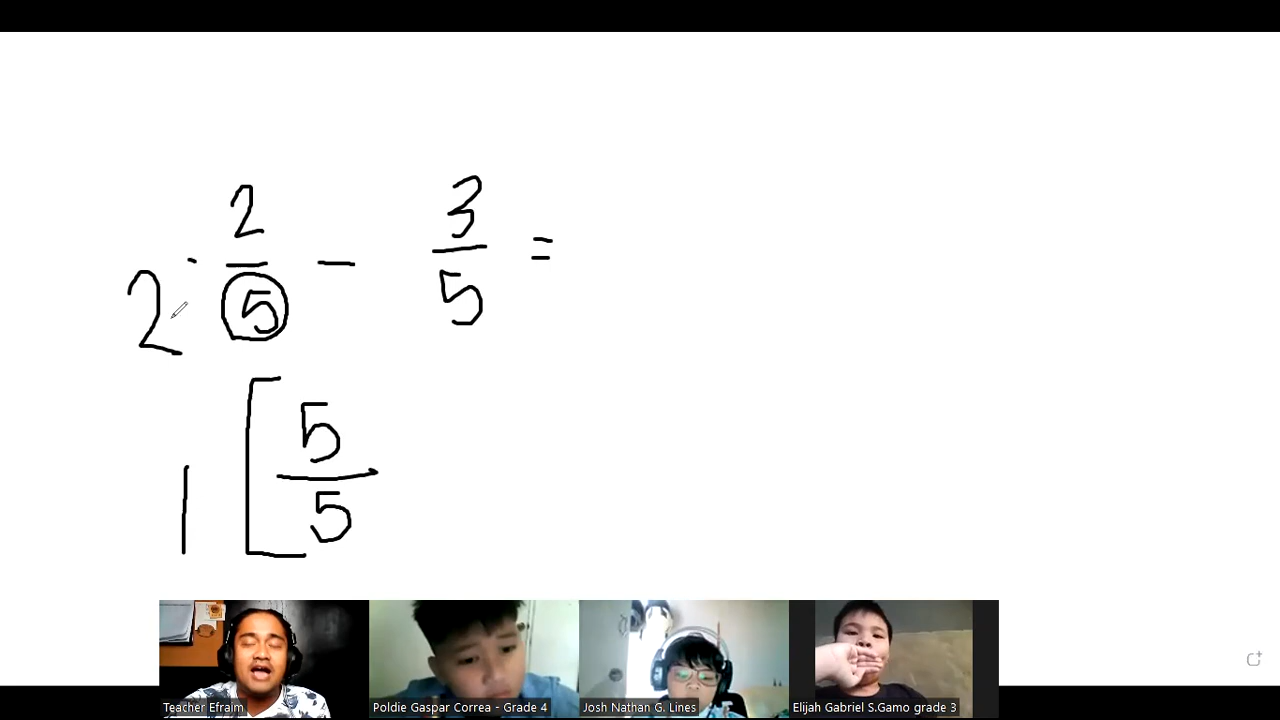 2 2/5 - 3/5 =
1 [ 5/5
Teacher Efraim
Poldie Gaspar Correa - Grade 4
Josh Nathan G. Lines
Elijah Gabriel S.Gamo grade 3